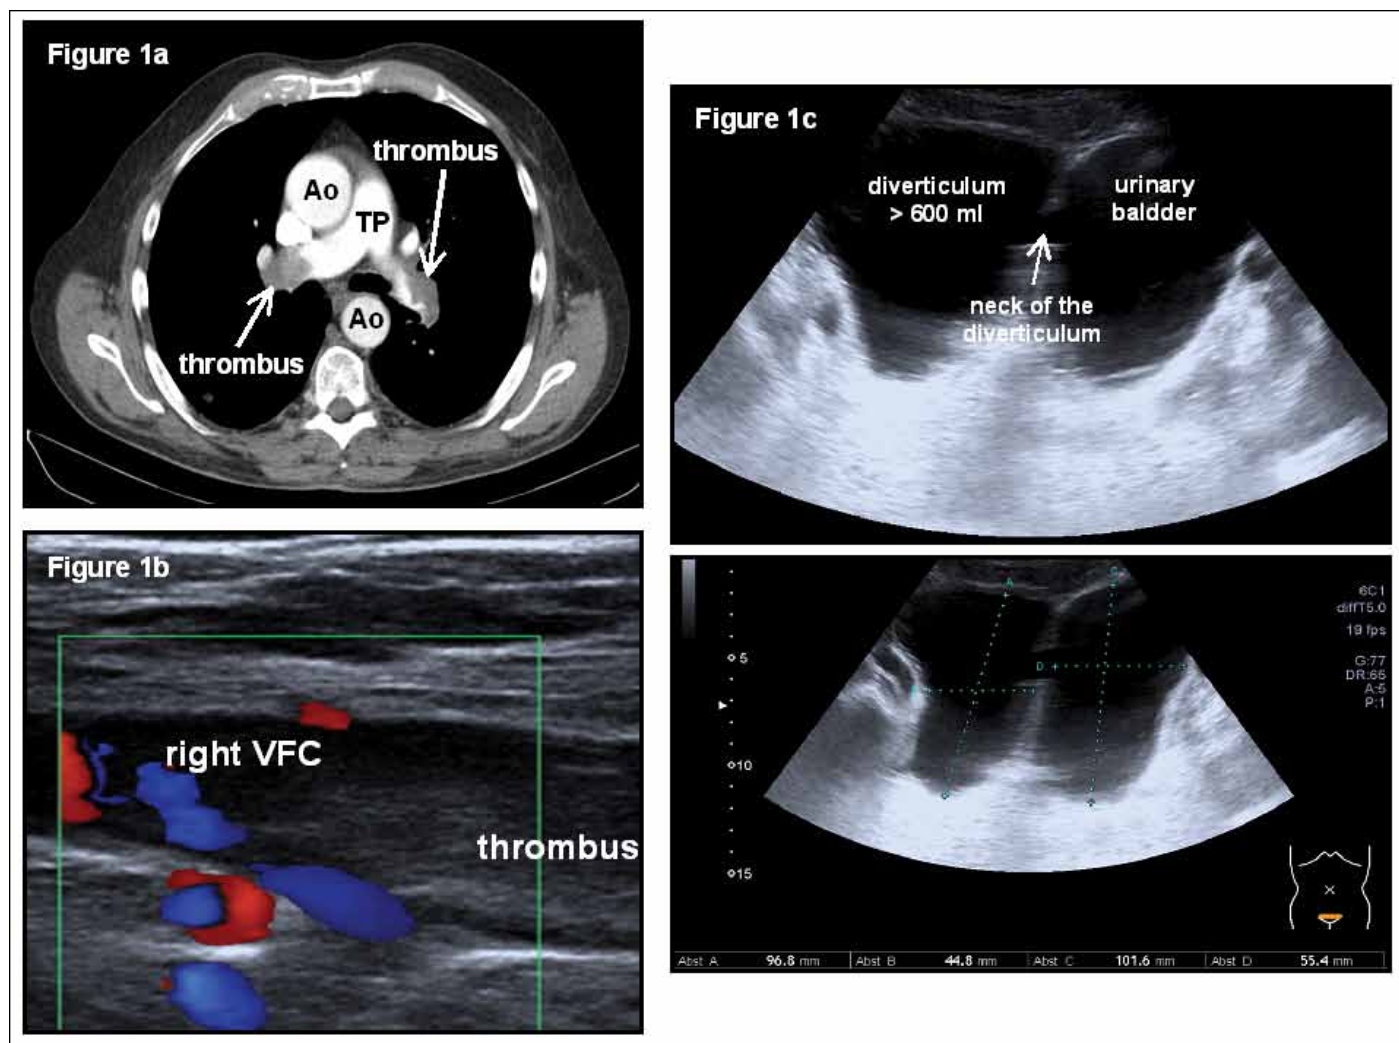 Figure 1a
thrombus
Ao
TP
Ao
thrombus
Figure 1b
right VFC
thrombus
Figure 1c
diverticulum
> 600 ml
urinary
baldder
neck of the
diverticulum
6C1
diffT5.0
19 fps
G:77
DR:65
A:5
P:1
A
C
D
5
10
15
Abst A 96.8 mm Abst B 44.8 mm Abst C 101.6 mm Abst D 55.4 mm